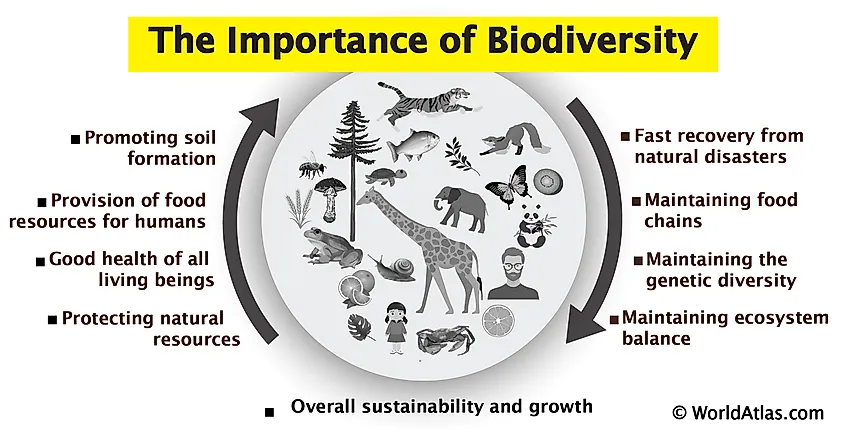 The Importance of Biodiversity
▪ Promoting soil
formation
▪ Provision of food
resources for humans
▪ Good health of all
living beings
▪ Protecting natural
resources
▪ Fast recovery from
natural disasters
▪ Maintaining food
chains
▪ Maintaining the
genetic diversity
▪ Maintaining ecosystem
balance
▪ Overall sustainability and growth
© WorldAtlas.com